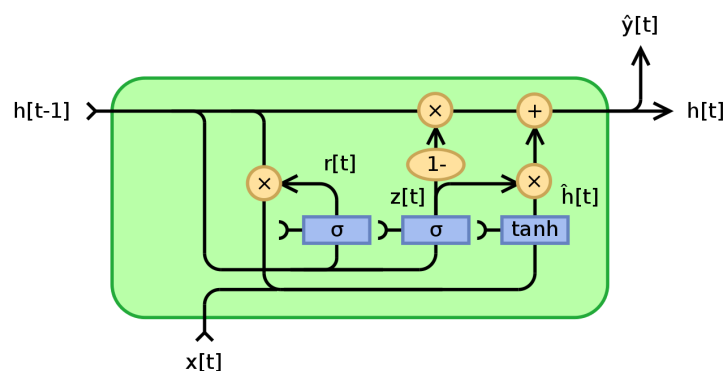 ŷ[t]
h[t-1]
×
+
h[t]
1-
r[t]
×
z[t]
×
ĥ[t]
σ
σ
tanh
x[t]